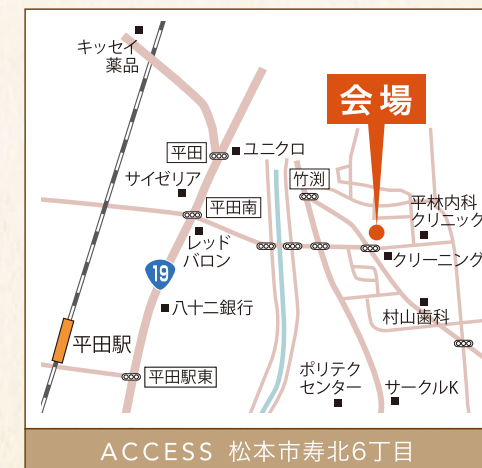 キッセイ
薬品
会場
平田
ユニクロ
竹渕
サイゼリア
平田南
平林内科
クリニック
レッド
バロン
クリーニング
19
八十二銀行
村山歯科
平田駅
ポリテク
センター
平田駅東
サークルK
ACCESS 松本市寿北6丁目